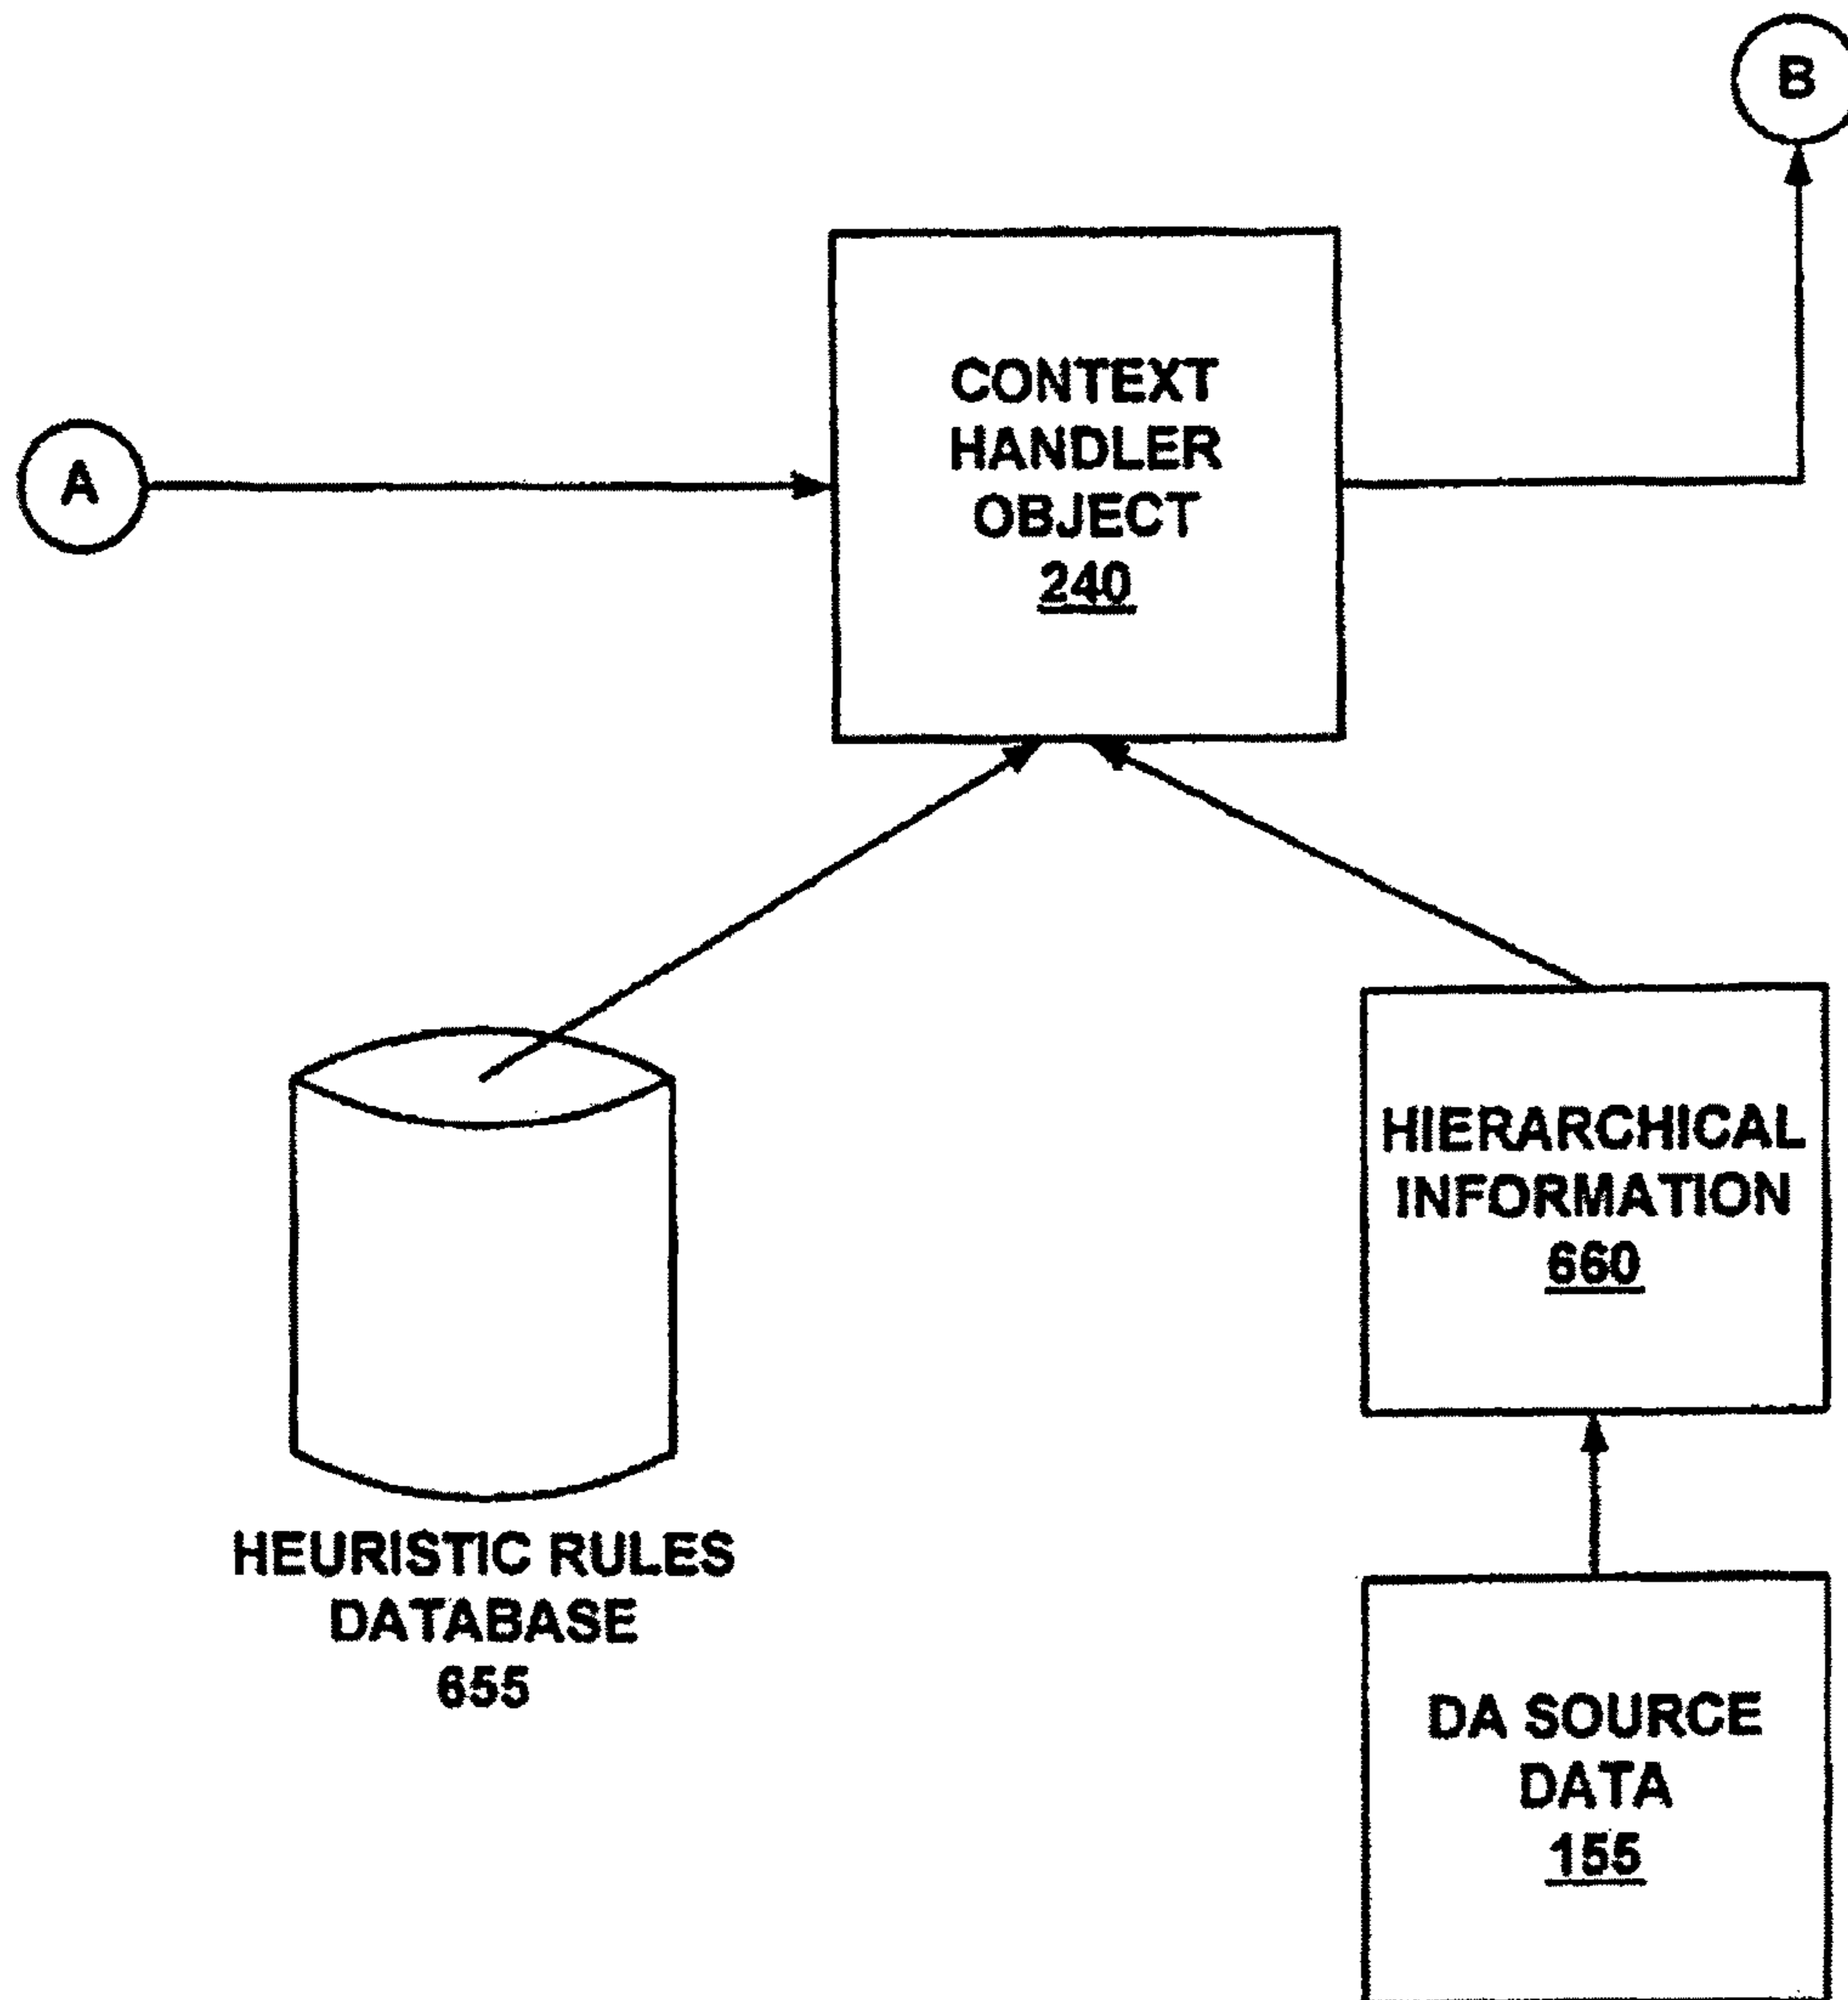 B
A
CONTEXT
HANDLER
OBJECT
240
HIERARCHICAL
INFORMATION
660
HEURISTIC RULES
DATABASE
655
DA SOURCE
DATA
155